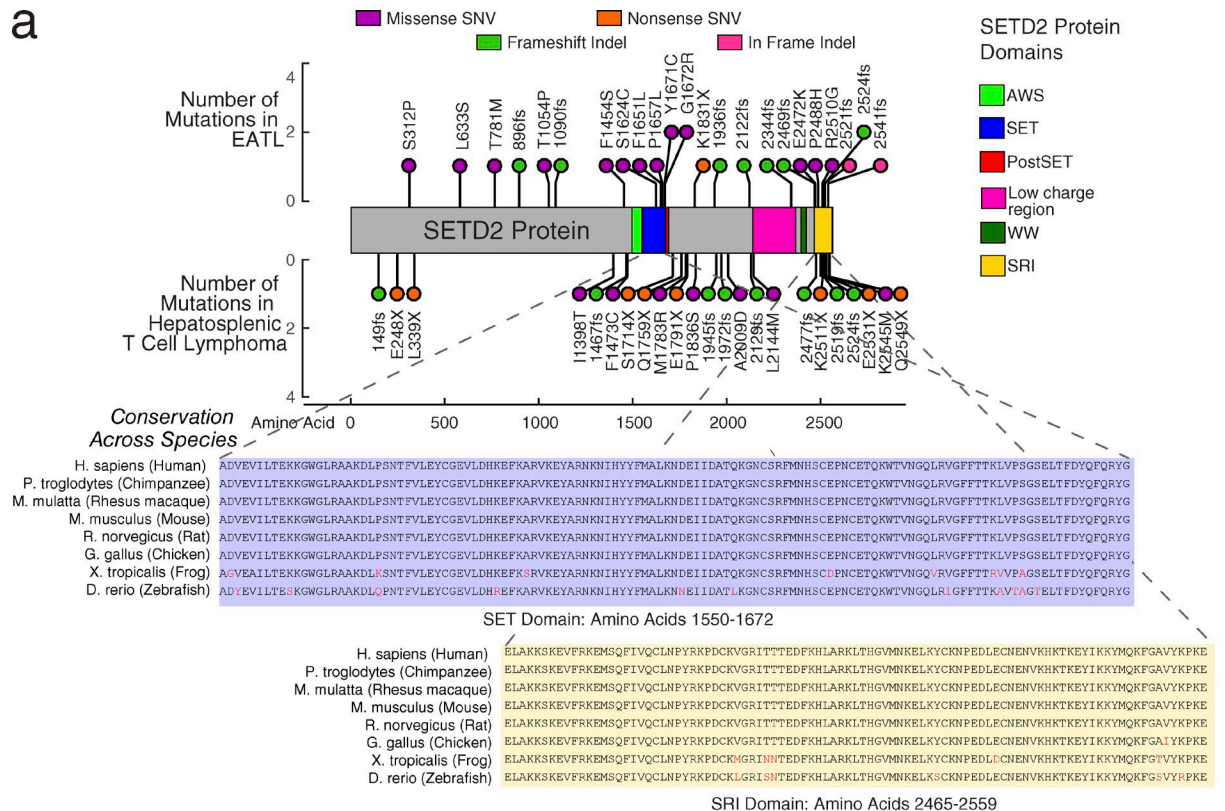 a
Missense SNV
Nonsense SNV
Frameshift Indel
In Frame Indel
SETD2 Protein
Domains
AWS
SET
PostSET
Low charge
region
WW
SRI
Number of
Mutations in
EATL
4
2
0
S312P
L633S
T781M
896fs
T1054P
1090fs
F1454S
S1624C
F1651L
P1657L
Y1671C
G1672R
K1831X
1936fs
2122fs
2344fs
2469fs
E2472K
P2488H
R2510G
2521fs
2524fs
2541fs
SETD2 Protein
Number of
Mutations in
Hepatosplenic
T Cell Lymphoma
0
2
4
149fs
E248X
L339X
I1398T
1467fs
F1473C
S1714X
Q1759X
M1783R
E1791X
P1836S
1945fs
1972fs
A2009D
L2144M
2477fs
K2511X
2519fs
2524fs
E2531X
K2545M
Q2549X
Amino Acid 0 500 1000 1500 2000 2500
Conservation
Across Species
H. sapiens (Human) ADVEVILTEKKGWGLRAAKDLPSNTFVLEYCGEVLDHKEFKARVKEYARNKNIHYYFMALKNDEIIDATQKGNCSRFMNHSCEPNCETQKWTVNGQLRVGFFTTKLVPSGSELTFDYQFQRYG
P. troglodytes (Chimpanzee) ADVEVILTEKKGWGLRAAKDLPSNTFVLEYCGEVLDHKEFKARVKEYARNKNIHYYFMALKNDEIIDATQKGNCSRFMNHSCEPNCETQKWTVNGQLRVGFFTTKLVPSGSELTFDYQFQRYG
M. mulatta (Rhesus macaque) ADVEVILTEKKGWGLRAAKDLPSNTFVLEYCGEVLDHKEFKARVKEYARNKNIHYYFMALKNDEIIDATQKGNCSRFMNHSCEPNCETQKWTVNGQLRVGFFTTKLVPSGSELTFDYQFQRYG
M. musculus (Mouse) ADVEVILTEKKGWGLRAAKDLPSNTFVLEYCGEVLDHKEFKARVKEYARNKNIHYYFMALKNDEIIDATQKGNCSRFMNHSCEPNCETQKWTVNGQLRVGFFTTKLVPSGSELTFDYQFQRYG
R. norvegicus (Rat) ADVEVILTEKKGWGLRAAKDLPSNTFVLEYCGEVLDHKEFKARVKEYARNKNIHYYFMALKNDEIIDATQKGNCSRFMNHSCEPNCETQKWTVNGQLRVGFFTTKLVPSGSELTFDYQFQRYG
G. gallus (Chicken) ADVEVILTEKKGWGLRAAKDLPSNTFVLEYCGEVLDHKEFKARVKEYARNKNIHYYFMALKNDEIIDATQKGNCSRFMNHSCEPNCETQKWTVNGQLRVGFFTTKLVPSGSELTFDYQFQRYG
X. tropicalis (Frog) AGVEAILTEKKGWGLRAAKDLKSNTFVLEYCGEVLDHKEFKSRVKEYARNKNIHYYFMALKNDEIIDATQKGNCSRFMNHSCDPNCETQKWTVNGQVRVGFFTTRVVPAGSELTFDYQFQRYG
D. rerio (Zebrafish) ADYEVILTESKGWGLRAAKDLQSNTFVLEYCGEVLDHREFKARVKEYARNKNIHYYFMALKNNEIIDATLKGNCSRFMNHSCEPNCETQKWTVNGQLRIGFFTTKAVTAGTELTFDYQFQRYG
SET Domain: Amino Acids 1550-1672
H. sapiens (Human) ELAKKSKEVFRKEMSQFIVQCLNPYRKPDCKVGRITTTEDFKHLARKLTHGVMNKELKYCKNPEDLECNENVKHKTKEYIKKYMQKFGAVYKPKE
P. troglodytes (Chimpanzee) ELAKKSKEVFRKEMSQFIVQCLNPYRKPDCKVGRITTTEDFKHLARKLTHGVMNKELKYCKNPEDLECNENVKHKTKEYIKKYMQKFGAVYKPKE
M. mulatta (Rhesus macaque) ELAKKSKEVFRKEMSQFIVQCLNPYRKPDCKVGRITTTEDFKHLARKLTHGVMNKELKYCKNPEDLECNENVKHKTKEYIKKYMQKFGAVYKPKE
M. musculus (Mouse) ELAKKSKEVFRKEMSQFIVQCLNPYRKPDCKVGRITTTEDFKHLARKLTHGVMNKELKYCKNPEDLECNENVKHKTKEYIKKYMQKFGAVYKPKE
R. norvegicus (Rat) ELAKKSKEVFRKEMSQFIVQCLNPYRKPDCKVGRITTTEDFKHLARKLTHGVMNKELKYCKNPEDLECNENVKHKTKEYIKKYMQKFGAVYKPKE
G. gallus (Chicken) ELAKKSKEVFRKEMSQFIVQCLNPYRKPDCKVGRITTTEDFKHLARKLTHGVMNKELKYCKNPEDLECNENVKHKTKEYIKKYMQKFGAIYKPKE
X. tropicalis (Frog) ELAKKSKEVFRKEMSQFIVQCLNPYRKPDCKMGRINNTEDFKHLARKLTHGVMNKELKYCKNPEDLDCNENVKHKTKEYIKKYMQKFGTVYKPKE
D. rerio (Zebrafish) ELAKKSKEVFRKEMSQFIVQCLNPYRKPDCKLGRISNTEDFKHLARKLTHGVMNKELKSCKNPEDLECNENVKHKTKEYIKKYMQKFGSVYRPKE
SRI Domain: Amino Acids 2465-2559